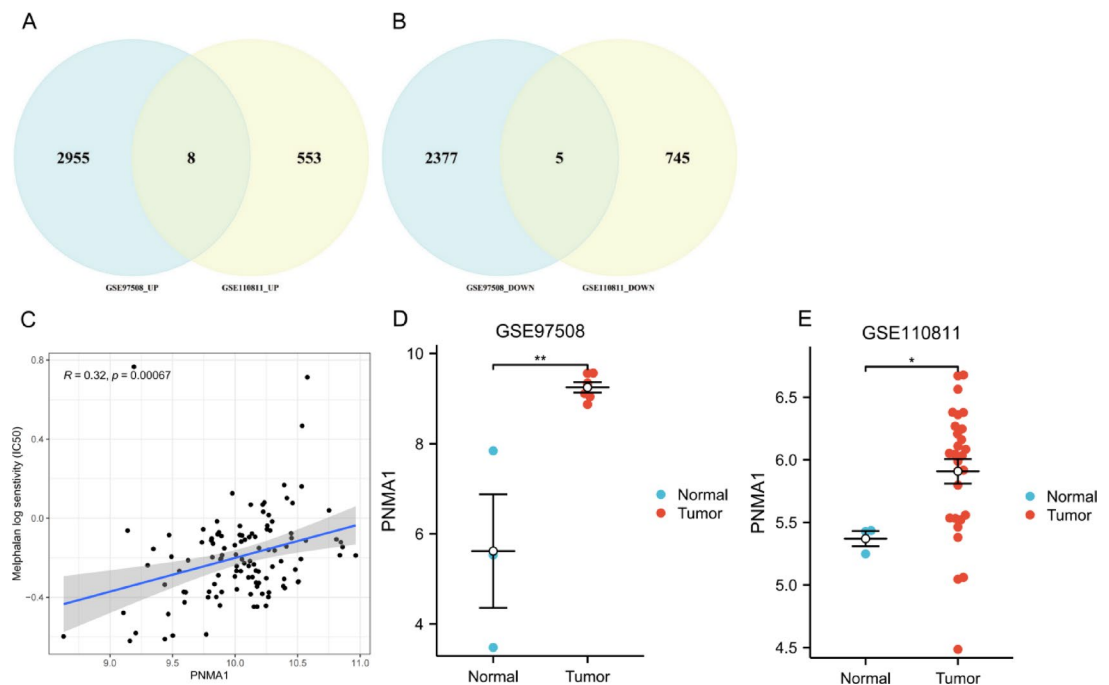 A
B
2955
8
553
2377
5
745
GSE97508_UP
GSE110811_UP
GSE97508_DOWN
GSE110811_DOWN
C
R = 0.32, p = 0.00067
Melphalan log senstivity (IC50)
0.8
0.4
0.0
−0.4
9.0
9.5
10.0
10.5
11.0
PNMA1
D
GSE97508
**
PNMA1
10
8
6
4
Normal
Tumor
Normal
Tumor
E
GSE110811
*
PNMA1
6.5
6.0
5.5
5.0
4.5
Normal
Tumor
Normal
Tumor